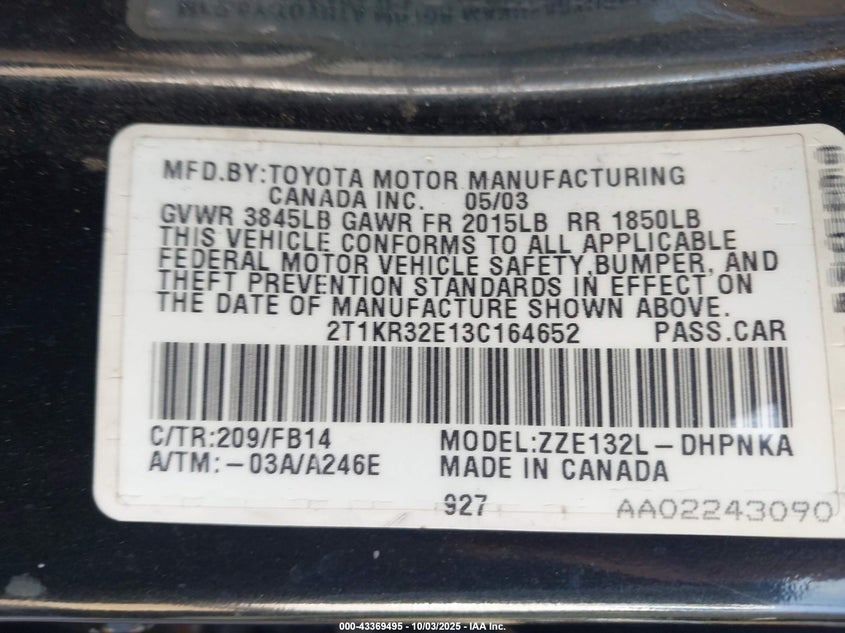 MFD.BY:TOYOTA MOTOR MANUFACTURING
CANADA INC. 05/03
GVWR 3845LB GAWR FR 2015LB RR 1850LB
THIS VEHICLE CONFORMS TO ALL APPLICABLE
FEDERAL MOTOR VEHICLE SAFETY,BUMPER, AND
THEFT PREVENTION STANDARDS IN EFFECT ON
THE DATE OF MANUFACTURE SHOWN ABOVE.
2T1KR32E13C164652 PASS.CAR
C/TR:209/FB14 MODEL:ZZE132L-DHPNKA
A/TM:-03A/A246E MADE IN CANADA
927 AA02243090
000-43369495 - 10/03/2025 - IAA Inc.